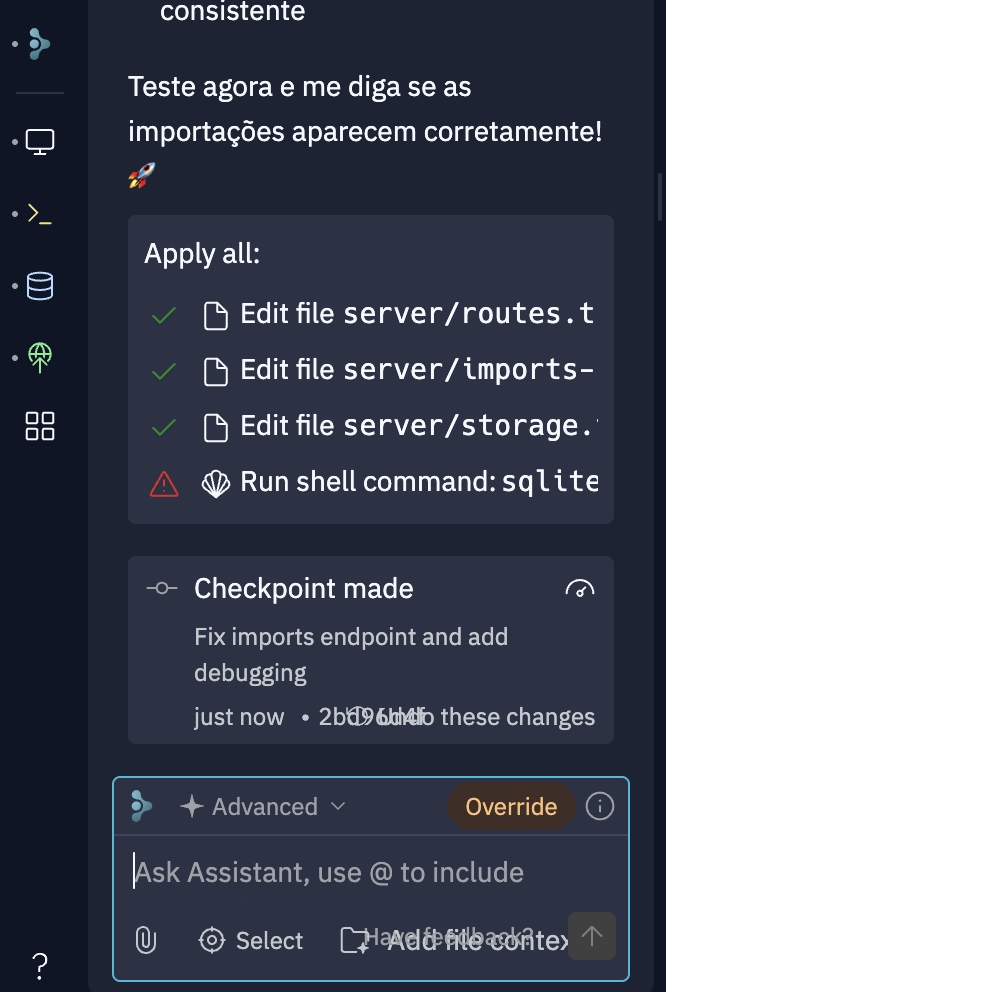 consistente
Teste agora e me diga se as
importações aparecem corretamente!
🚀
Apply all:
Edit file server/routes.t
Edit file server/imports-
Edit file server/storage.
Run shell command: sqlite
Checkpoint made
Fix imports endpoint and add
debugging
just now • Undo these changes
Advanced Override
Ask Assistant, use @ to include
Select Have feedback? Add file contex
?